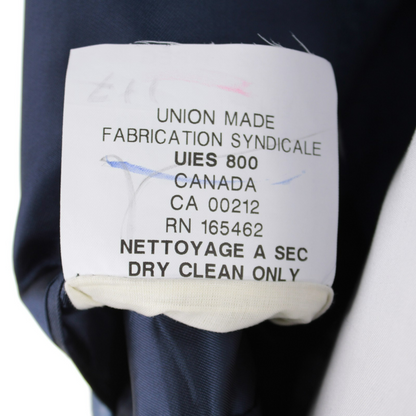 UNION MADE
FABRICATION SYNDICALE
UIES 800
CANADA
CA 00212
RN 165462
NETTOYAGE A SEC
DRY CLEAN ONLY